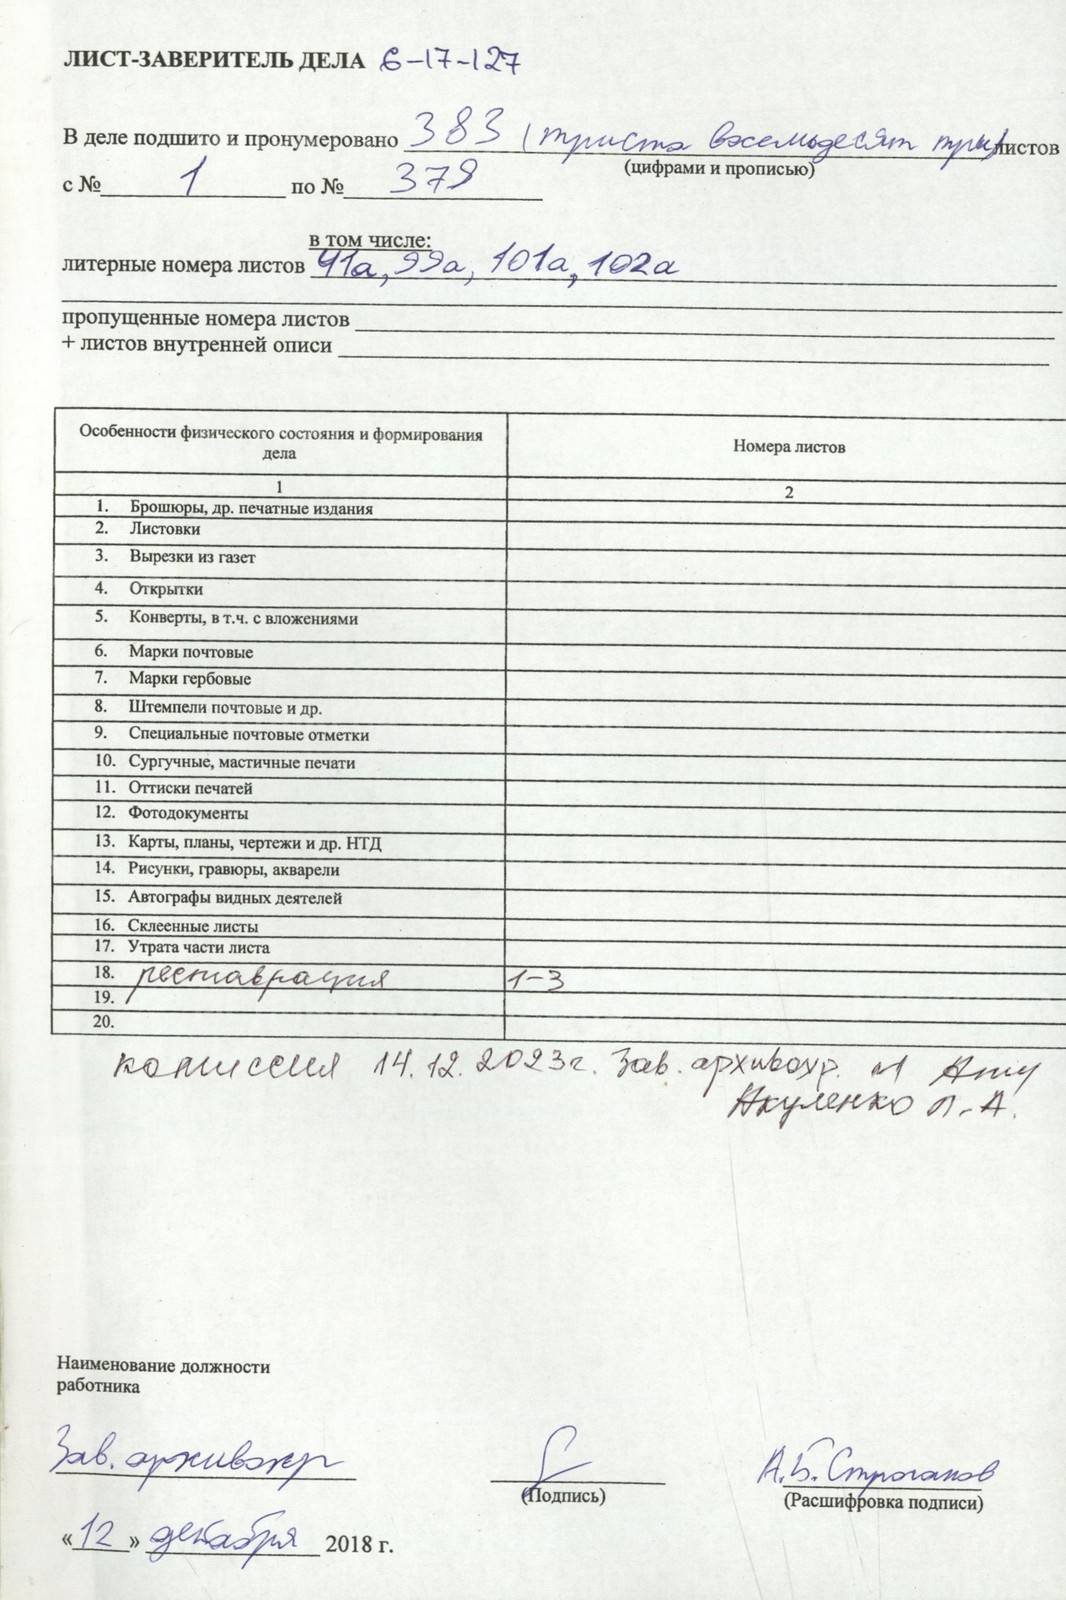 ЛИСТ-ЗАВЕРИТЕЛЬ ДЕЛА 6-17-127
В деле подшито и пронумеровано 383 (триста восемьдесят три) листов
(цифрами и прописью)
с № 1 по № 379
в том числе:
литерные номера листов 41а, 99а, 101а, 102а
пропущенные номера листов
+ листов внутренней описи
Особенности физического состояния и формирования дела
Номера листов
1 2
1. Брошюры, др. печатные издания
2. Листовки
3. Вырезки из газет
4. Открытки
5. Конверты, в т.ч. с вложениями
6. Марки почтовые
7. Марки гербовые
8. Штемпели почтовые и др.
9. Специальные почтовые отметки
10. Сургучные, мастичные печати
11. Оттиски печатей
12. Фотодокументы
13. Карты, планы, чертежи и др. НТД
14. Рисунки, гравюры, акварели
15. Автографы видных деятелей
16. Склеенные листы
17. Утрата части листа
18. реставрация 1-3
19.
20.
комиссия 14.12.2023г. Зав. архивохр.
Акуленко Л.А.
Наименование должности
работника
Зав. архивохр А.Б. Строганов
(Подпись) (Расшифровка подписи)
«12» декабря 2018 г.